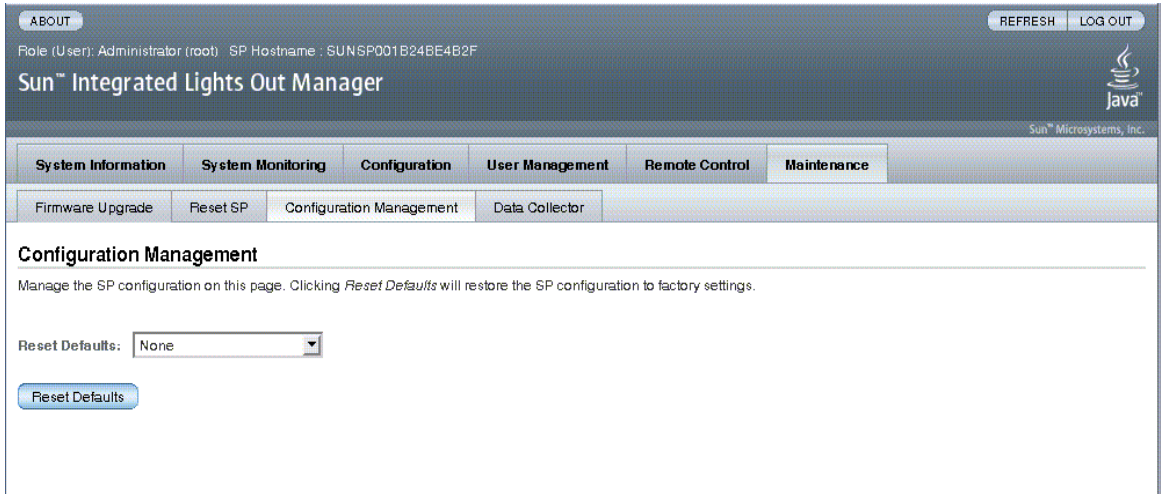 ABOUT
REFRESH
LOG OUT
Role (User): Administrator (root) SP Hostname : SUNSP001B24BE4B2F
Sun™ Integrated Lights Out Manager
Java™
Sun™ Microsystems, Inc.
System Information
System Monitoring
Configuration
User Management
Remote Control
Maintenance
Firmware Upgrade
Reset SP
Configuration Management
Data Collector
Configuration Management
Manage the SP configuration on this page. Clicking Reset Defaults will restore the SP configuration to factory settings.
Reset Defaults: None
Reset Defaults